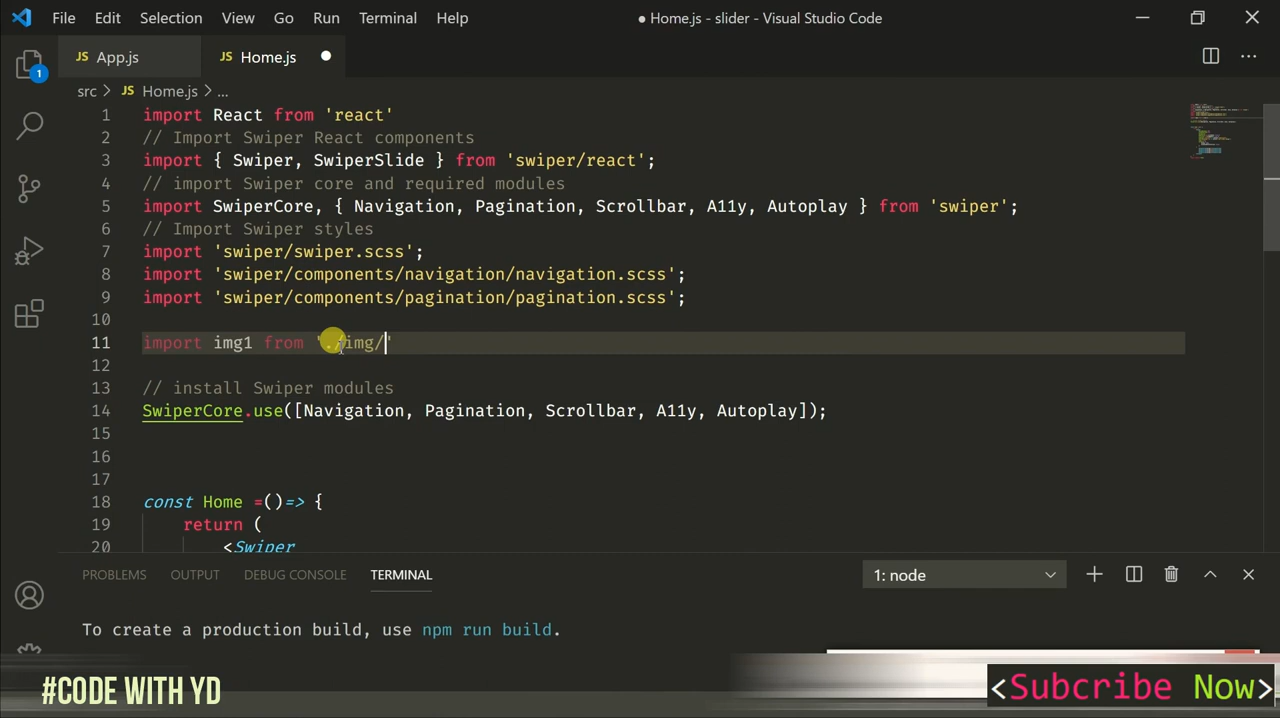 File Edit Selection View Go Run Terminal Help ● Home.js - slider - Visual Studio Code
JS App.js JS Home.js ●
1
src > JS Home.js > ...
1 import React from 'react'
2 // Import Swiper React components
3 import { Swiper, SwiperSlide } from 'swiper/react';
4 // import Swiper core and required modules
5 import SwiperCore, { Navigation, Pagination, Scrollbar, A11y, Autoplay } from 'swiper';
6 // Import Swiper styles
7 import 'swiper/swiper.scss';
8 import 'swiper/components/navigation/navigation.scss';
9 import 'swiper/components/pagination/pagination.scss';
10
11 import img1 from './img/'
12
13 // install Swiper modules
14 SwiperCore.use([Navigation, Pagination, Scrollbar, A11y, Autoplay]);
15
16
17
18 const Home =()=> {
19 return (
20 <Swiper
PROBLEMS OUTPUT DEBUG CONSOLE TERMINAL 1: node
To create a production build, use npm run build.
#CODE WITH YD
<Subcribe Now>